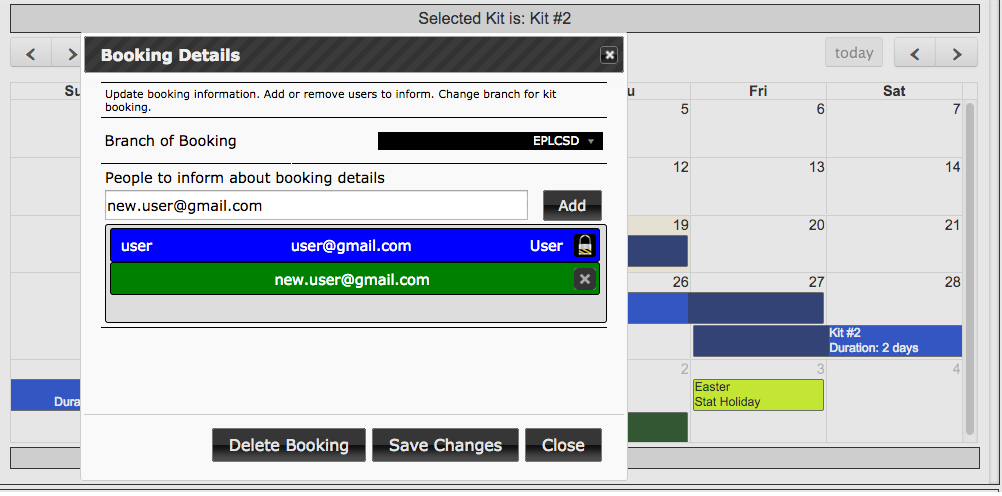 Selected Kit is: Kit #2
today
Su
u
Fri
Sat
Booking Details
Update booking information. Add or remove users to inform. Change branch for kit
booking.
Branch of Booking
EPLCSD
People to inform about booking details
new.user@gmail.com
Add
user user@gmail.com User
new.user@gmail.com
Delete Booking
Save Changes
Close
5
6
7
12
13
14
19
20
21
26
27
28
Kit #2
Duration: 2 days
2
3
4
Easter
Stat Holiday
Dura